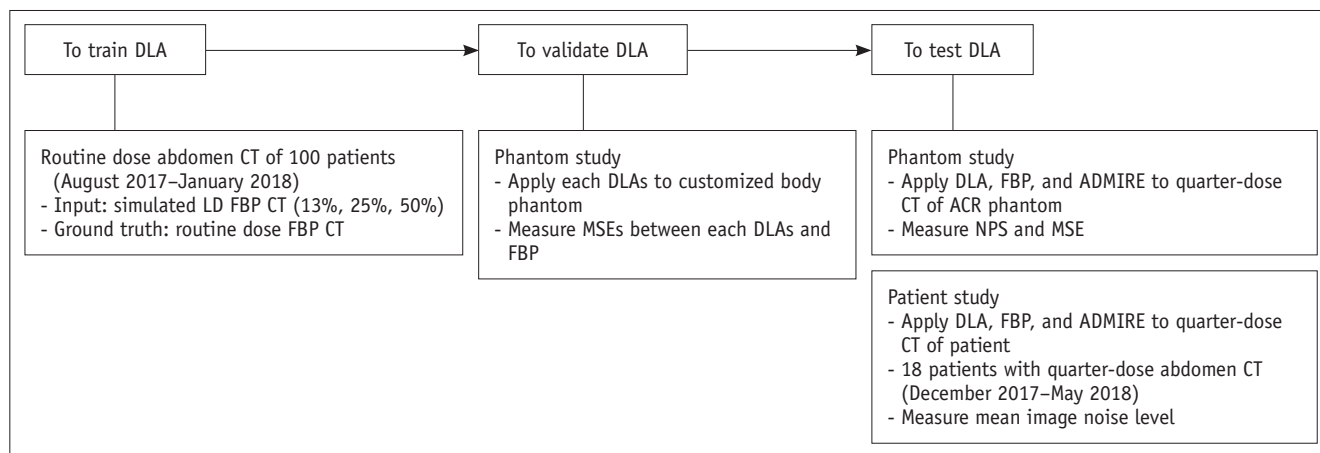 To train DLA
To validate DLA
To test DLA
Routine dose abdomen CT of 100 patients
(August 2017–January 2018)
- Input: simulated LD FBP CT (13%, 25%, 50%)
- Ground truth: routine dose FBP CT
Phantom study
- Apply each DLAs to customized body
phantom
- Measure MSEs between each DLAs and
FBP
Phantom study
- Apply DLA, FBP, and ADMIRE to quarter-dose
CT of ACR phantom
- Measure NPS and MSE
Patient study
- Apply DLA, FBP, and ADMIRE to quarter-dose
CT of patient
- 18 patients with quarter-dose abdomen CT
(December 2017–May 2018)
- Measure mean image noise level